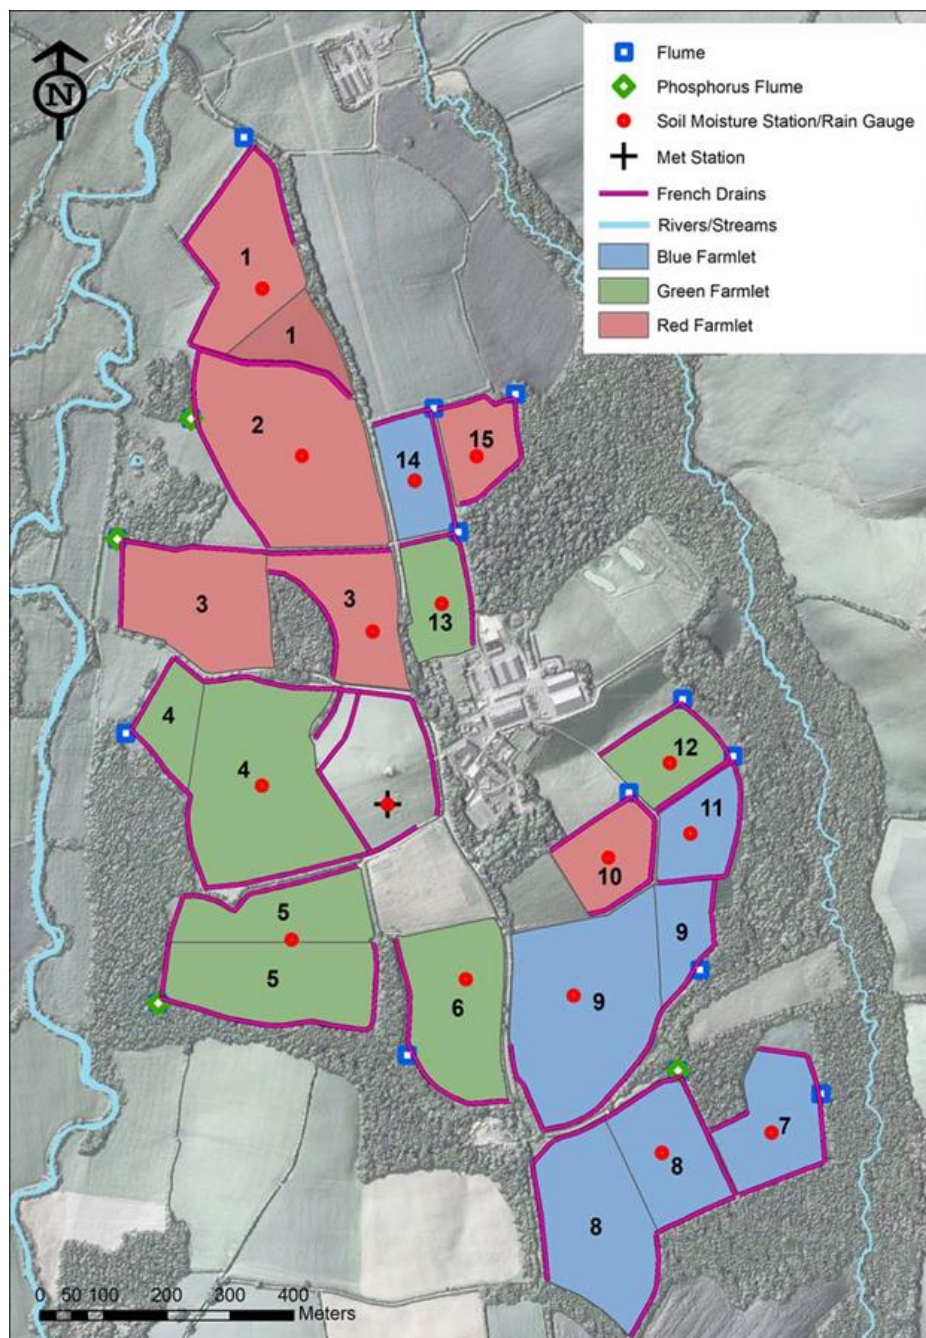 N
Flume
Phosphorus Flume
Soil Moisture Station/Rain Gauge
Met Station
French Drains
Rivers/Streams
Blue Farmlet
Green Farmlet
Red Farmlet
1
1
2
15
14
3
3
13
4
4
12
11
10
5
5
9
6
9
7
8
8
0 50 100 200 300 400
Meters